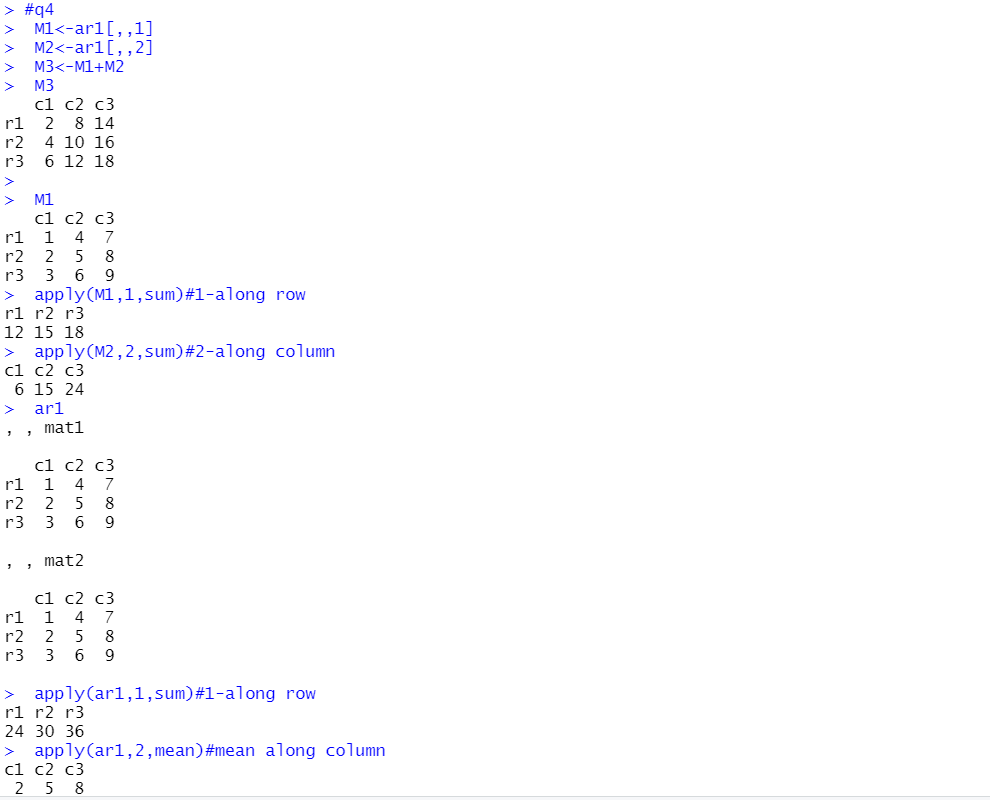 > #q4
>  M1<-ar1[,,1]
>  M2<-ar1[,,2]
>  M3<-M1+M2
>  M3
   c1 c2 c3
r1  2  8 14
r2  4 10 16
r3  6 12 18
>
>  M1
   c1 c2 c3
r1  1  4  7
r2  2  5  8
r3  3  6  9
>  apply(M1,1,sum)#1-along row
r1 r2 r3
12 15 18
>  apply(M2,2,sum)#2-along column
c1 c2 c3
 6 15 24
>  ar1
, , mat1

   c1 c2 c3
r1  1  4  7
r2  2  5  8
r3  3  6  9

, , mat2

   c1 c2 c3
r1  1  4  7
r2  2  5  8
r3  3  6  9

>  apply(ar1,1,sum)#1-along row
r1 r2 r3
24 30 36
>  apply(ar1,2,mean)#mean along column
c1 c2 c3
 2  5  8